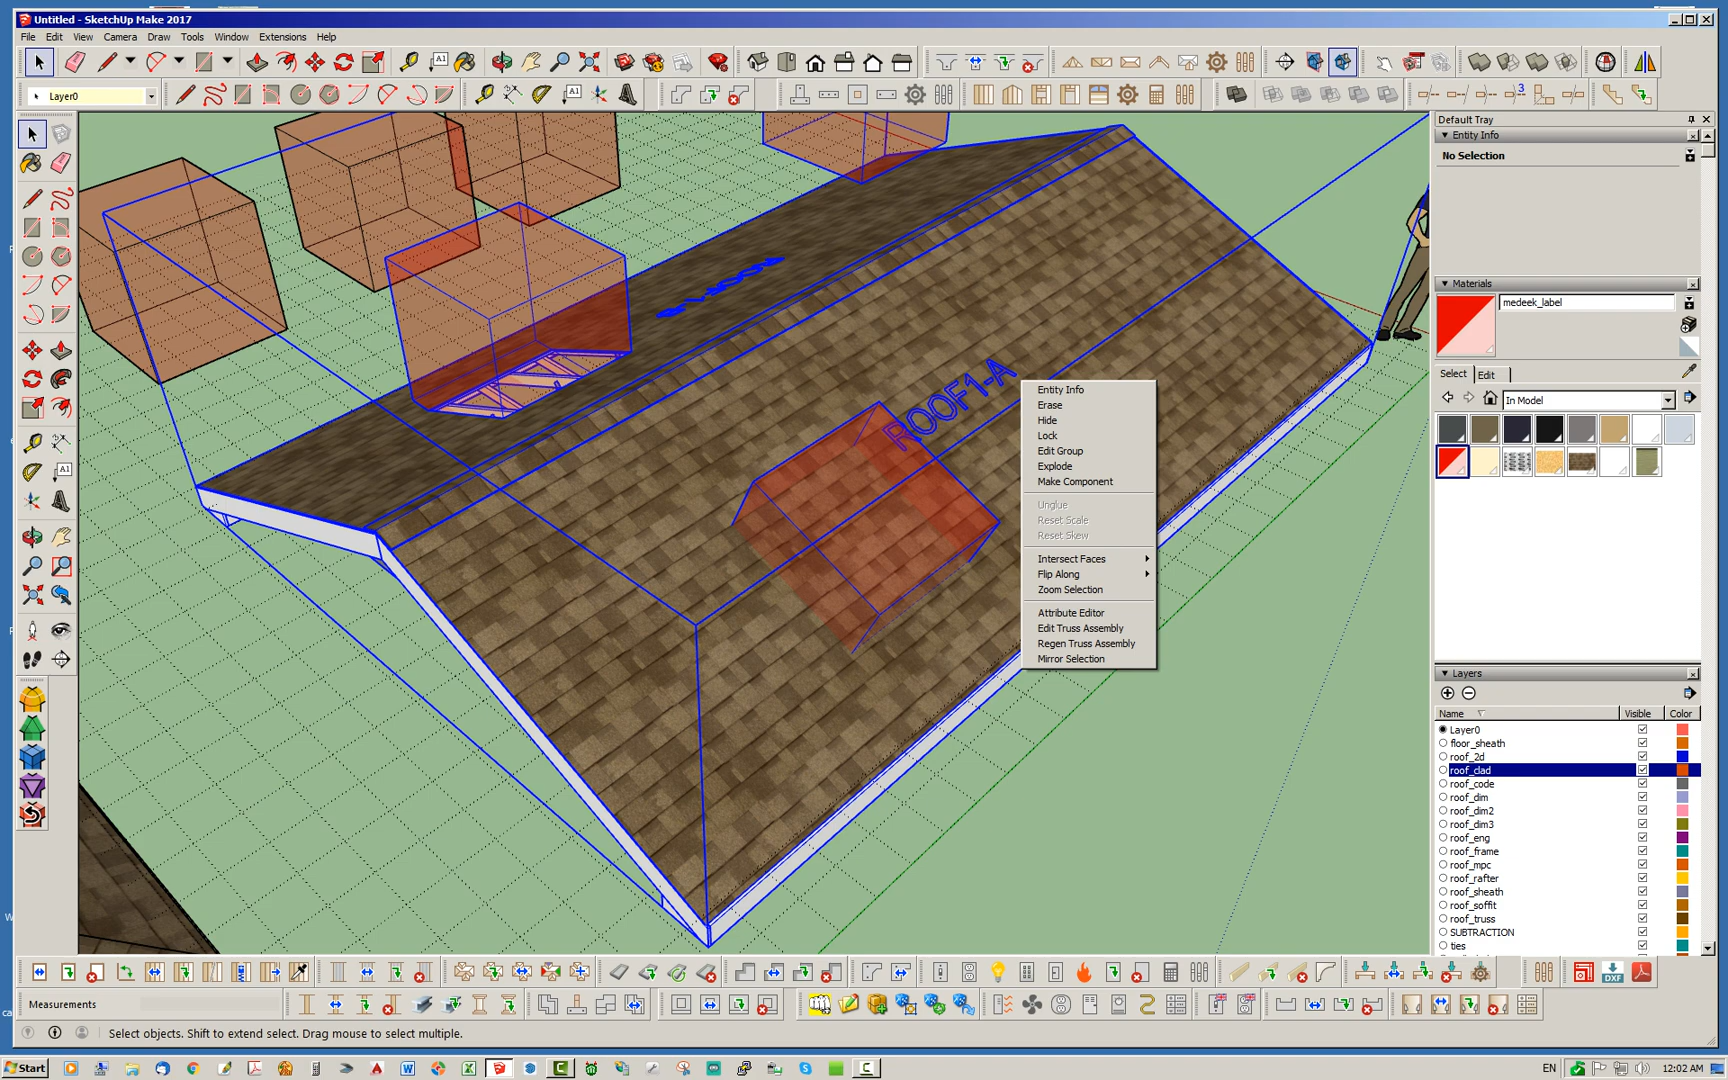 Untitled - SketchUp Make 2017
File Edit View Camera Draw Tools Window Extensions Help
Layer0
Default Tray
Entity Info
No Selection
Materials
medeek_label
Select Edit
In Model
ROOF1-A
Entity Info
Erase
Hide
Lock
Edit Group
Explode
Make Component
Unglue
Reset Scale
Reset Skew
Intersect Faces
Flip Along
Zoom Selection
Attribute Editor
Edit Truss Assembly
Regen Truss Assembly
Mirror Selection
Layers
Name Visible Color
Layer0
floor_sheath
roof_2d
roof_clad
roof_code
roof_dim
roof_dim2
roof_dim3
roof_eng
roof_frame
roof_mpc
roof_rafter
roof_sheath
roof_soffit
roof_truss
SUBTRACTION
ties
Measurements
Select objects. Shift to extend select. Drag mouse to select multiple.
Start
EN
12:02 AM